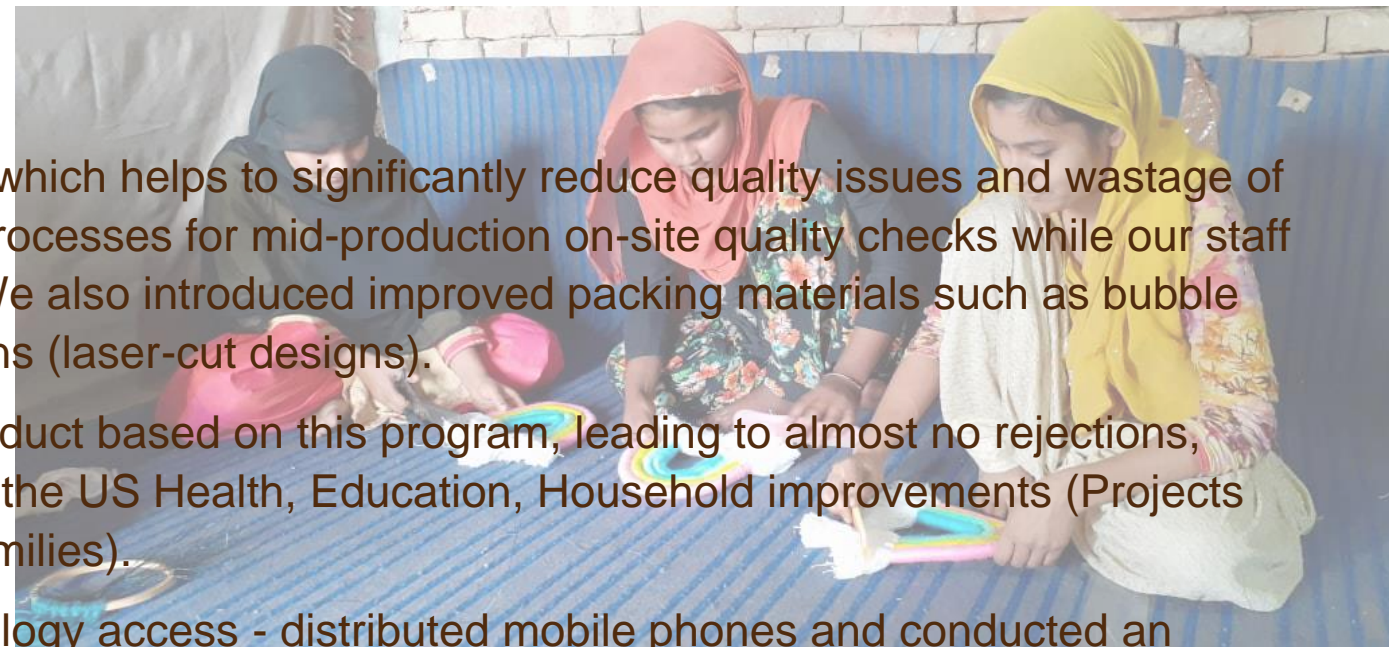 which helps to significantly reduce quality issues and wastage of
rocesses for mid-production on-site quality checks while our staff
We also introduced improved packing materials such as bubble
ns (laser-cut designs).
duct based on this program, leading to almost no rejections,
the US Health, Education, Household improvements (Projects
milies).
logy access - distributed mobile phones and conducted an